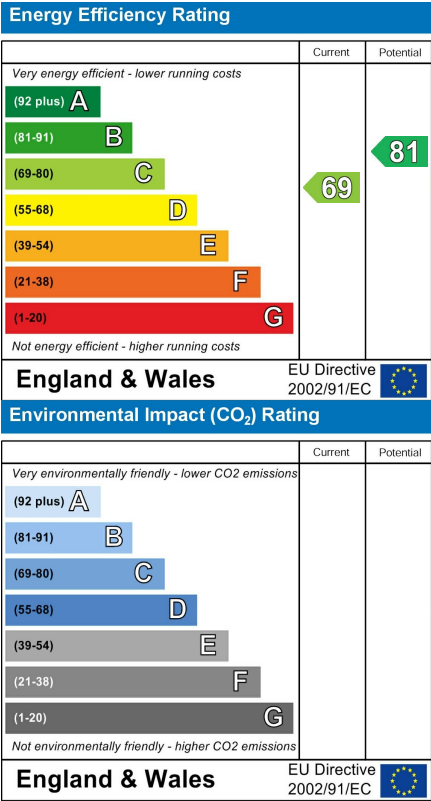 Energy Efficiency Rating
Current Potential
Very energy efficient - lower running costs
(92 plus) A
(81-91) B
81
(69-80) C
69
(55-68) D
(39-54) E
(21-38) F
(1-20) G
Not energy efficient - higher running costs
England & Wales
EU Directive
2002/91/EC
Environmental Impact (CO₂) Rating
Current Potential
Very environmentally friendly - lower CO2 emissions
(92 plus) A
(81-91) B
(69-80) C
(55-68) D
(39-54) E
(21-38) F
(1-20) G
Not environmentally friendly - higher CO2 emissions
England & Wales
EU Directive
2002/91/EC